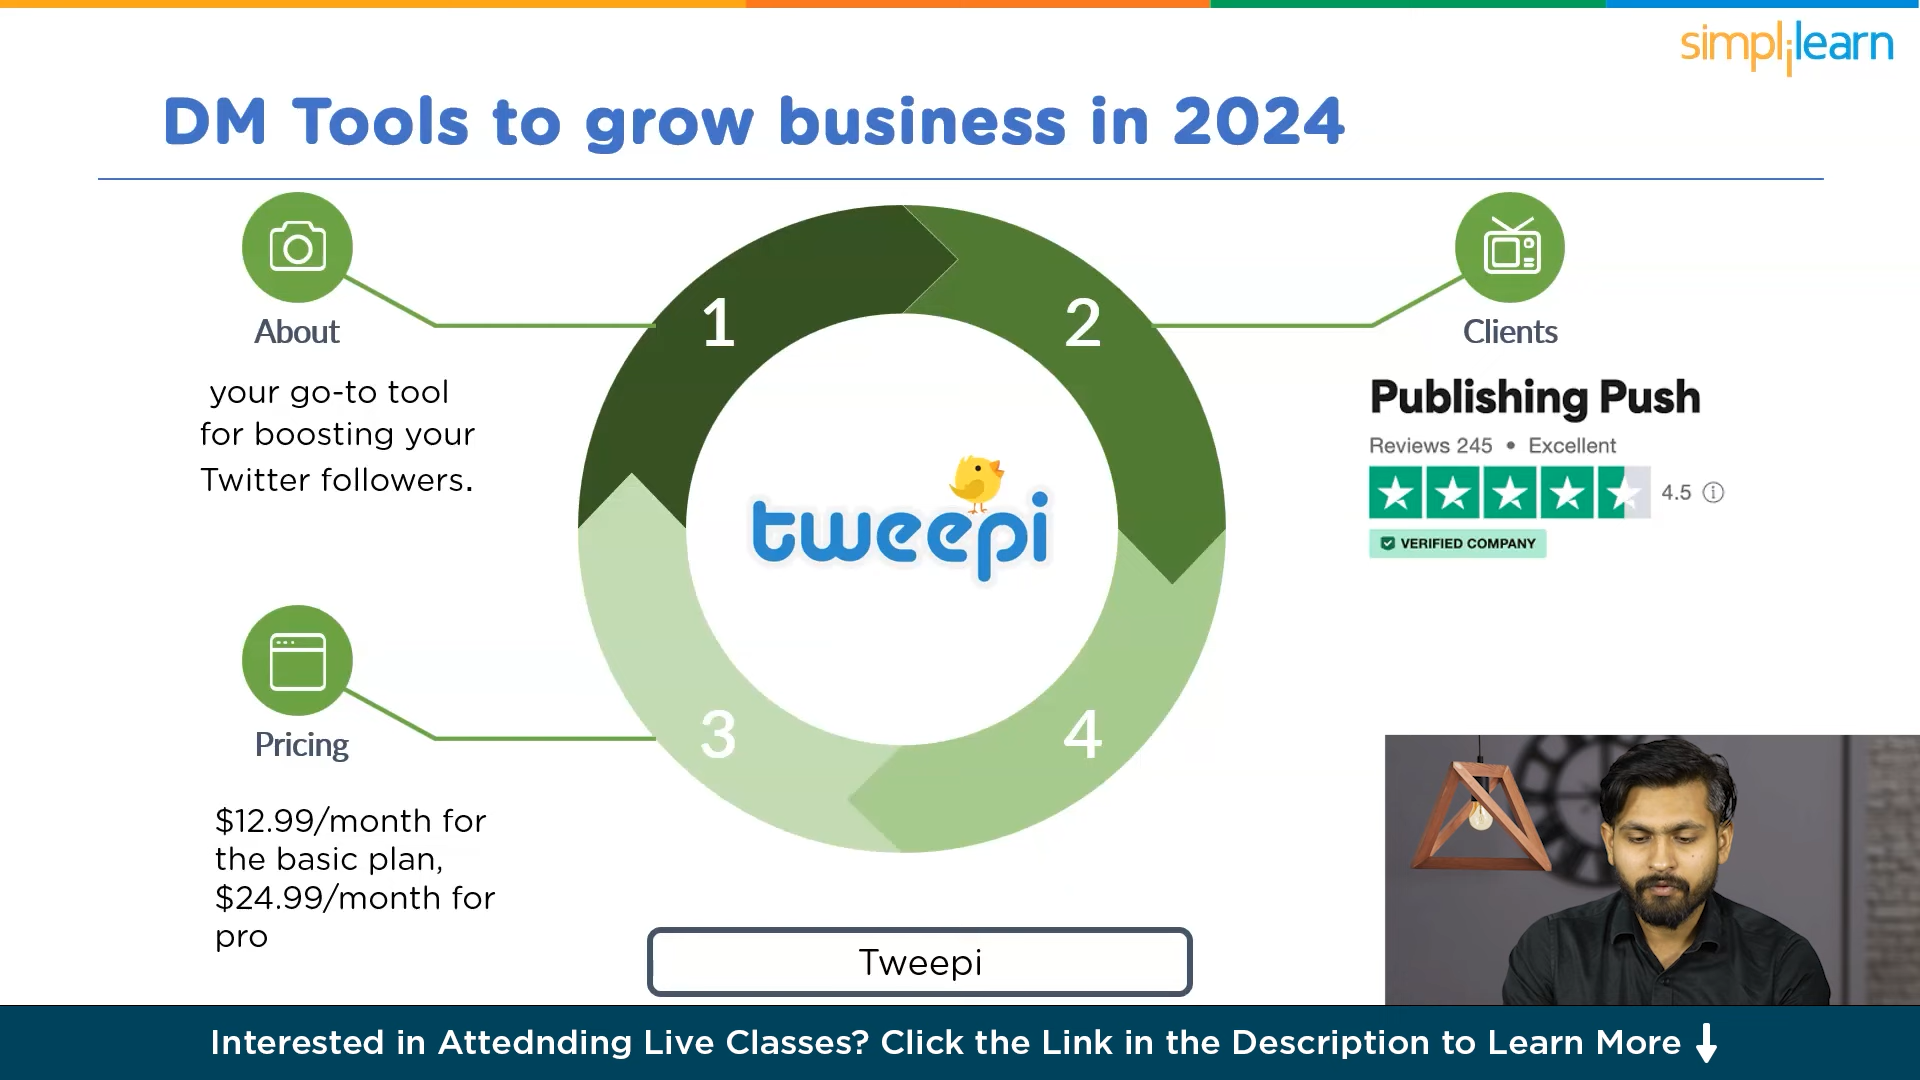 simplilearn
DM Tools to grow business in 2024
1
2
About
Clients
your go-to tool
for boosting your
Twitter followers.
Publishing Push
Reviews 245 • Excellent
4.5
VERIFIED COMPANY
tweepi
3
4
Pricing
$12.99/month for
the basic plan,
$24.99/month for
pro
Tweepi
Interested in Attednding Live Classes? Click the Link in the Description to Learn More